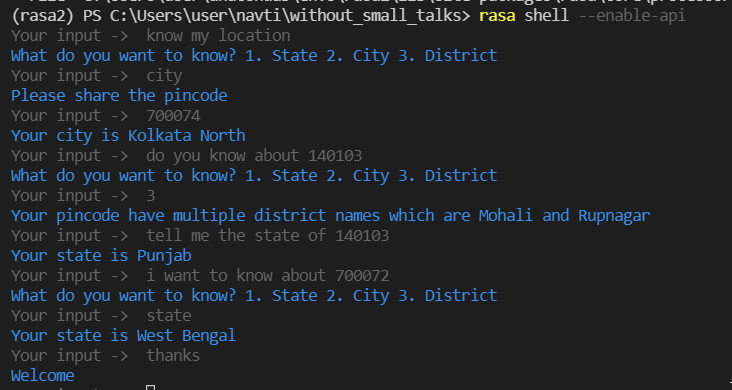 (rasa2) PS C:\Users\user\navti\without_small_talks> rasa shell --enable-api
Your input -> know my location
What do you want to know? 1. State 2. City 3. District
Your input -> city
Please share the pincode
Your input -> 700074
Your city is Kolkata North
Your input -> do you know about 140103
What do you want to know? 1. State 2. City 3. District
Your input -> 3
Your pincode have multiple district names which are Mohali and Rupnagar
Your input -> tell me the state of 140103
Your state is Punjab
Your input -> i want to know about 700072
What do you want to know? 1. State 2. City 3. District
Your input -> state
Your state is West Bengal
Your input -> thanks
Welcome